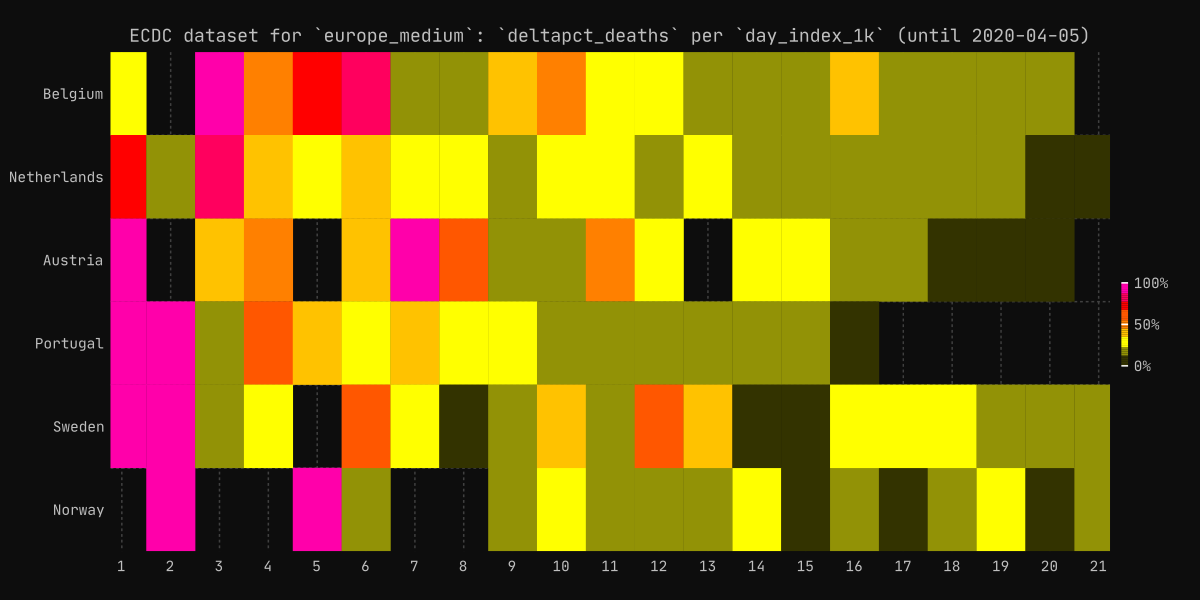 ECDC dataset for `europe_medium`: `deltapct_deaths` per `day_index_1k` (until 2020-04-05)
Belgium
Netherlands
Austria
Portugal
Sweden
Norway
100%
50%
0%
1 2 3 4 5 6 7 8 9 10 11 12 13 14 15 16 17 18 19 20 21